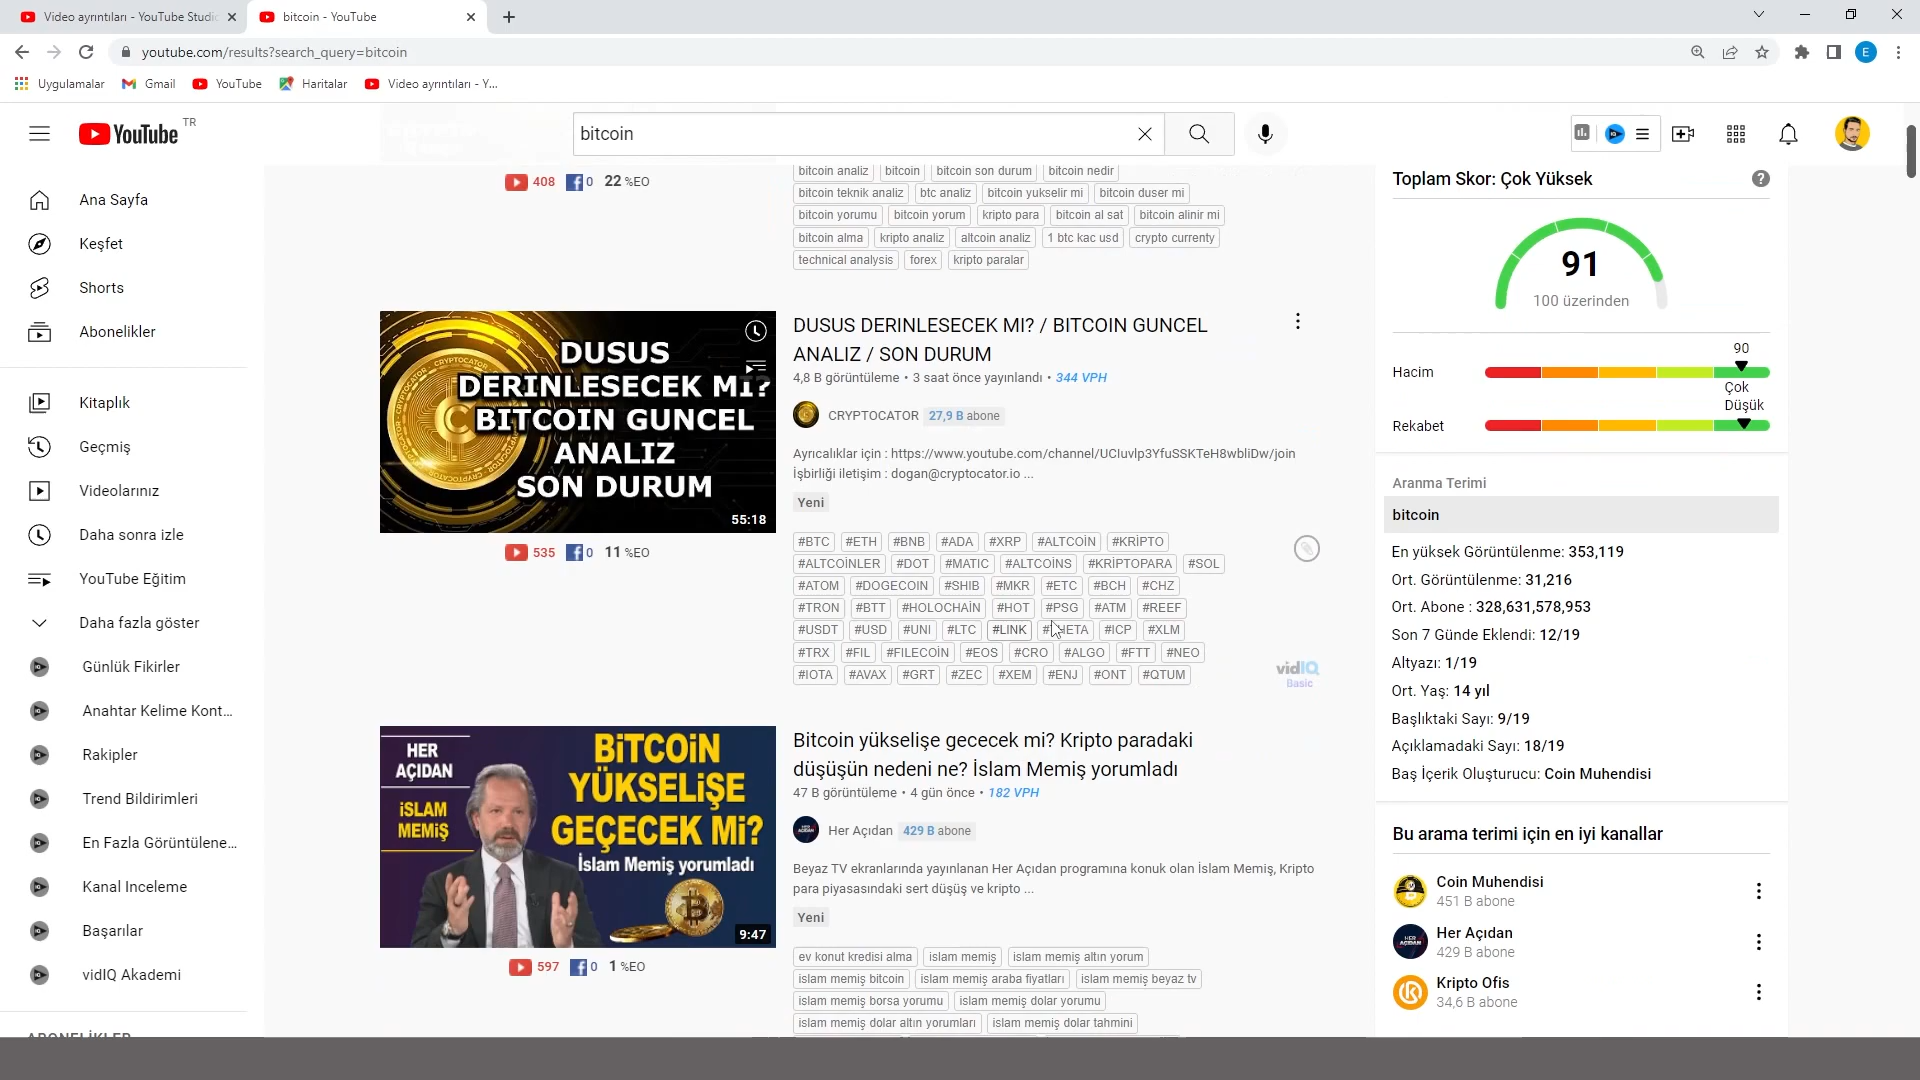 Video ayrıntıları - YouTube Studi
bitcoin - YouTube
youtube.com/results?search_query=bitcoin
E
Uygulamalar
Gmail
YouTube
Haritalar
Video ayrıntıları - Y...
YouTube TR
bitcoin
Ana Sayfa
Keşfet
Shorts
Abonelikler
Kitaplık
Geçmiş
Videolarınız
Daha sonra izle
YouTube Eğitim
Daha fazla göster
Günlük Fikirler
Anahtar Kelime Kont...
Rakipler
Trend Bildirimleri
En Fazla Görüntülene...
Kanal Inceleme
Başarılar
vidIQ Akademi
ABONELİKLER
408 0 22 %EO
bitcoin analiz bitcoin bitcoin son durum bitcoin nedir
bitcoin teknik analiz btc analiz bitcoin yukselir mi bitcoin duser mi
bitcoin yorumu bitcoin yorum kripto para bitcoin al sat bitcoin alinir mi
bitcoin alma kripto analiz altcoin analiz 1 btc kac usd crypto currenty
technical analysis forex kripto paralar
DUSUS
DERINLESECEK MI?
BITCOIN GUNCEL
ANALIZ
SON DURUM
55:18
535 0 11 %EO
DUSUS DERINLESECEK MI? / BITCOIN GUNCEL
ANALIZ / SON DURUM
4,8 B görüntüleme • 3 saat önce yayınlandı • 344 VPH
CRYPTOCATOR 27,9 B abone
Ayrıcalıklar için : https://www.youtube.com/channel/UCIuvlp3YfuSSKTeH8wbliDw/join
İşbirliği iletişim : dogan@cryptocator.io ...
Yeni
#BTC #ETH #BNB #ADA #XRP #ALTCOİN #KRİPTO
#ALTCOİNLER #DOT #MATIC #ALTCOİNS #KRİPTOPARA #SOL
#ATOM #DOGECOIN #SHIB #MKR #ETC #BCH #CHZ
#TRON #BTT #HOLOCHAİN #HOT #PSG #ATM #REEF
#USDT #USD #UNI #LTC #LINK #ICP #XLM
#TRX #FIL #FILECOİN #EOS #CRO #ALGO #FTT #NEO
#IOTA #AVAX #GRT #ZEC #XEM #ENJ #ONT #QTUM
vidIQ
Basic
HER
AÇIDAN
İSLAM
MEMİŞ
BİTCOİN
YÜKSELİŞE
GEÇECEK Mİ?
İslam Memiş yorumladı
9:47
597 0 1 %EO
Bitcoin yükselişe gececek mi? Kripto paradaki
düşüşün nedeni ne? İslam Memiş yorumladı
47 B görüntüleme • 4 gün önce • 182 VPH
Her Açıdan 429 B abone
Beyaz TV ekranlarında yayınlanan Her Açıdan programına konuk olan İslam Memiş, Kripto
para piyasasındaki sert düşüş ve kripto ...
Yeni
ev konut kredisi alma islam memiş islam memiş altın yorum
islam memiş bitcoin islam memiş araba fiyatları islam memiş beyaz tv
islam memiş borsa yorumu islam memiş dolar yorumu
islam memiş dolar altın yorumları islam memiş dolar tahmini
Toplam Skor: Çok Yüksek
91
100 üzerinden
90
Hacim
Çok
Düşük
Rekabet
Aranma Terimi
bitcoin
En yüksek Görüntülenme: 353,119
Ort. Görüntülenme: 31,216
Ort. Abone : 328,631,578,953
Son 7 Günde Eklendi: 12/19
Altyazı: 1/19
Ort. Yaş: 14 yıl
Başlıktaki Sayı: 9/19
Açıklamadaki Sayı: 18/19
Baş İçerik Oluşturucu: Coin Muhendisi
Bu arama terimi için en iyi kanallar
Coin Muhendisi
451 B abone
Her Açıdan
429 B abone
Kripto Ofis
34,6 B abone